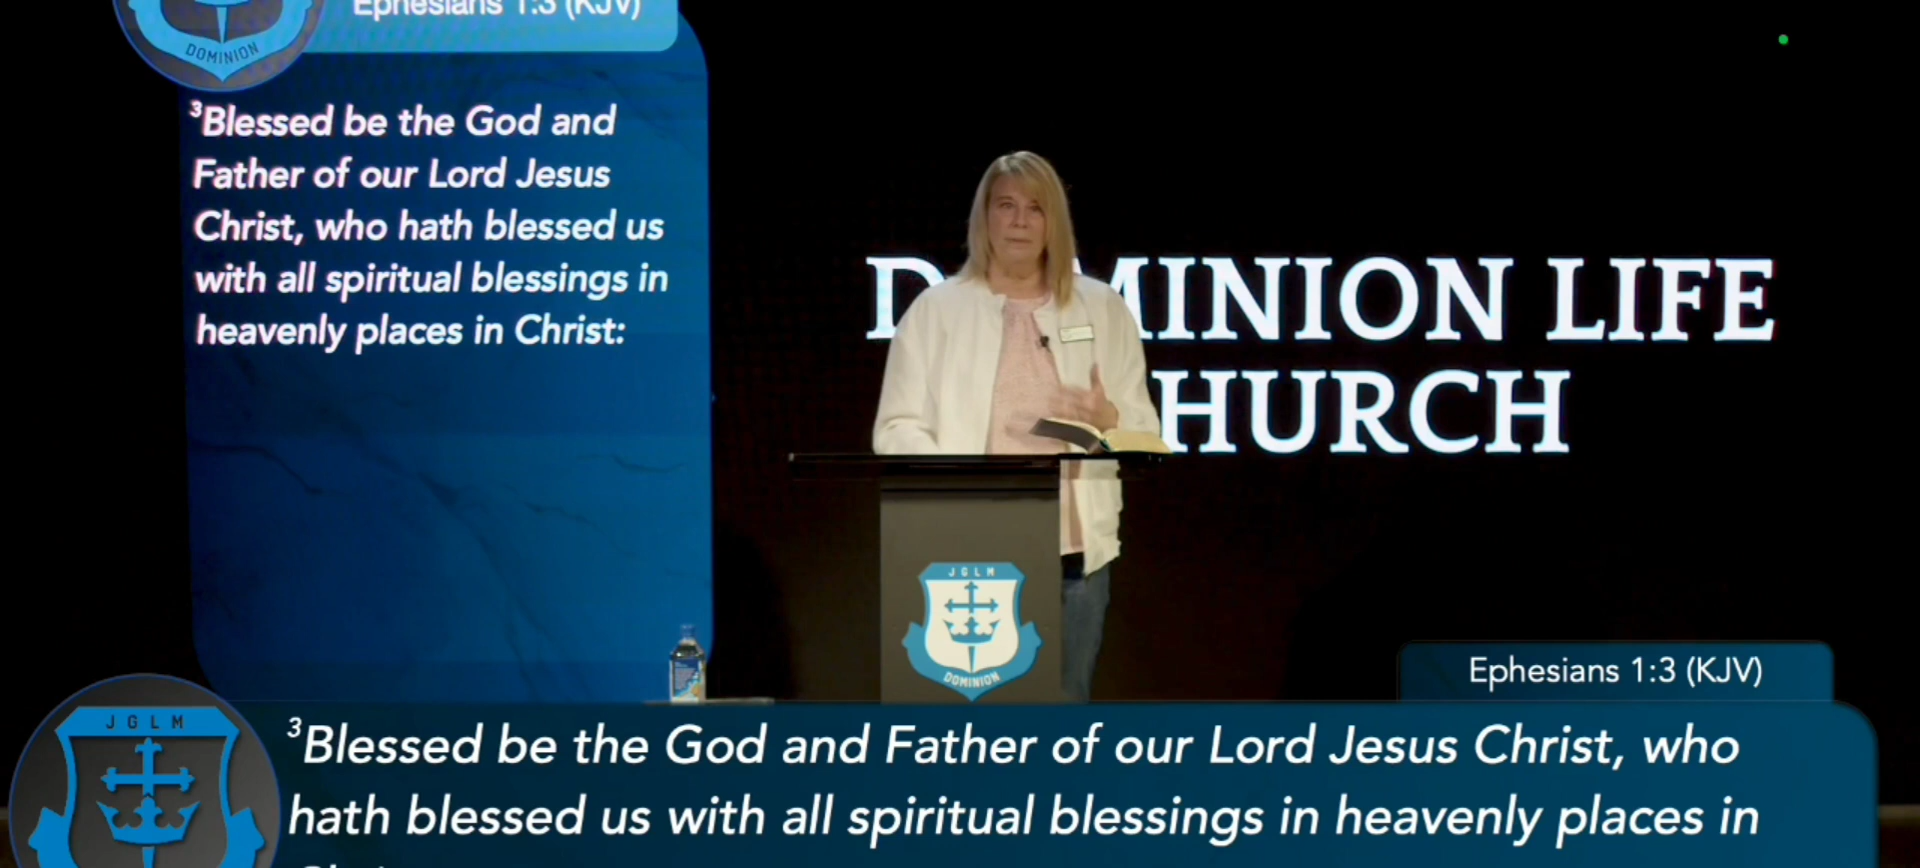 Ephesians 1:3 (KJV)
DOMINION
³Blessed be the God and
Father of our Lord Jesus
Christ, who hath blessed us
with all spiritual blessings in
heavenly places in Christ:
D MINION LIFE
HURCH
JGLM
DOMINION
Ephesians 1:3 (KJV)
JGLM
³Blessed be the God and Father of our Lord Jesus Christ, who
hath blessed us with all spiritual blessings in heavenly places in